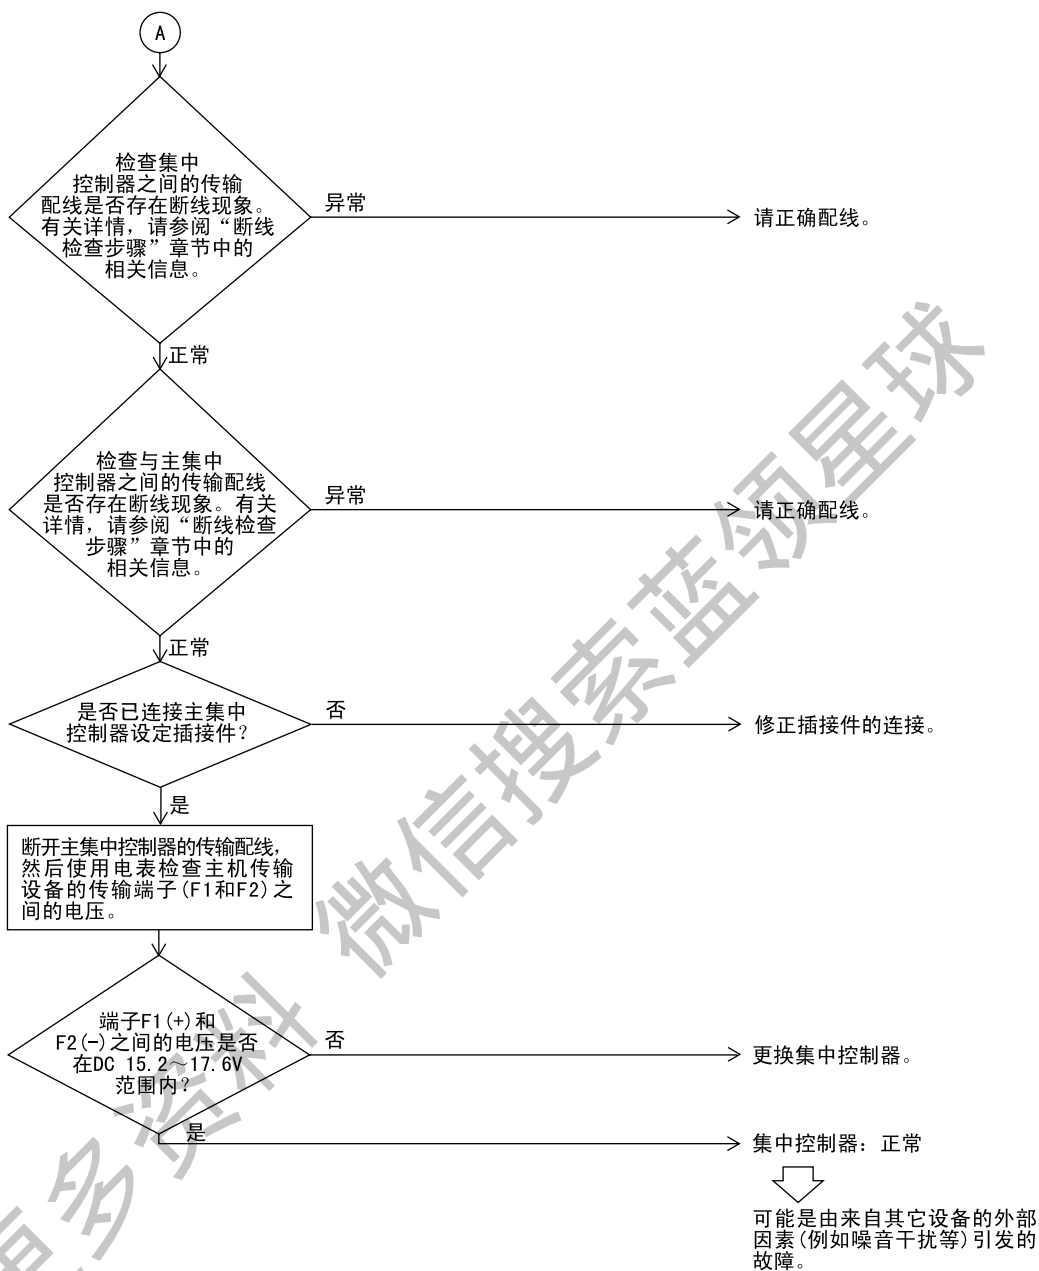 A
检查集中
控制器之间的传输
配线是否存在断线现象。
有关详情，请参阅“断线
检查步骤”章节中的
相关信息。
异常
请正确配线。
正常
检查与主集中
控制器之间的传输配线
是否存在断线现象。有关
详情，请参阅“断线检查
步骤”章节中的
相关信息。
异常
请正确配线。
正常
是否已连接主集中
控制器设定插接件？
否
修正插接件的连接。
是
断开主集中控制器的传输配线，
然后使用电表检查主机传输
设备的传输端子(F1和F2)之
间的电压。
端子F1(+)和
F2(-)之间的电压是否
在DC 15.2～17.6V
范围内？
否
更换集中控制器。
是
集中控制器：正常
可能是由来自其它设备的外部
因素(例如噪音干扰等)引发的
故障。
更多资料 微信搜索蓝领星球